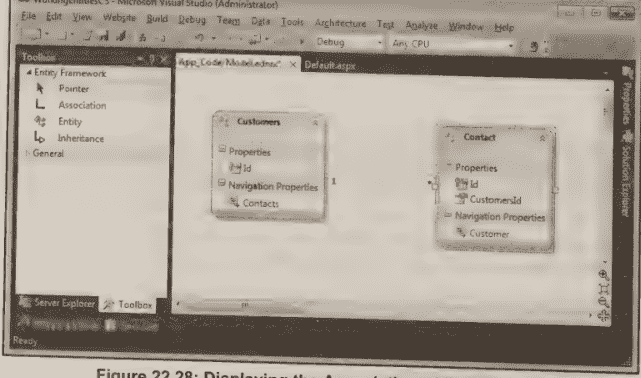 Microsoft Visual Studio (Administrator)
File Edit View Website Build Debug Team Data Tools Architecture Test Analyze Window Help
Debug Any CPU
Toolbox
Entity Framework
Pointer
Association
Entity
Inheritance
General
App_Code/Model.edmx* Default.aspx
Customers
Properties
Id
Navigation Properties
Contacts
1
*
Contact
Properties
Id
CustomersId
Navigation Properties
Customer
Properties Solution Explorer
Server Explorer Toolbox
Ready
Figure 22.28: Displaying the